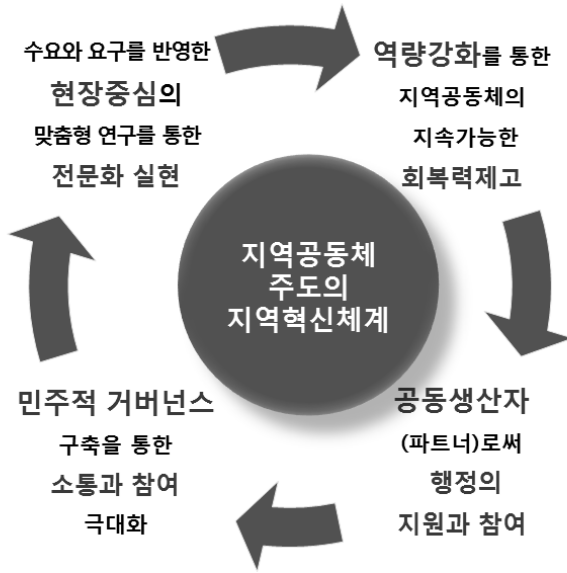 수요와 요구를 반영한
현장중심의
맞춤형 연구를 통한
전문화 실현
역량강화를 통한
지역공동체의
지속가능한
회복력제고
지역공동체
주도의
지역혁신체계
민주적 거버넌스
구축을 통한
소통과 참여
극대화
공동생산자
(파트너)로써
행정의
지원과 참여